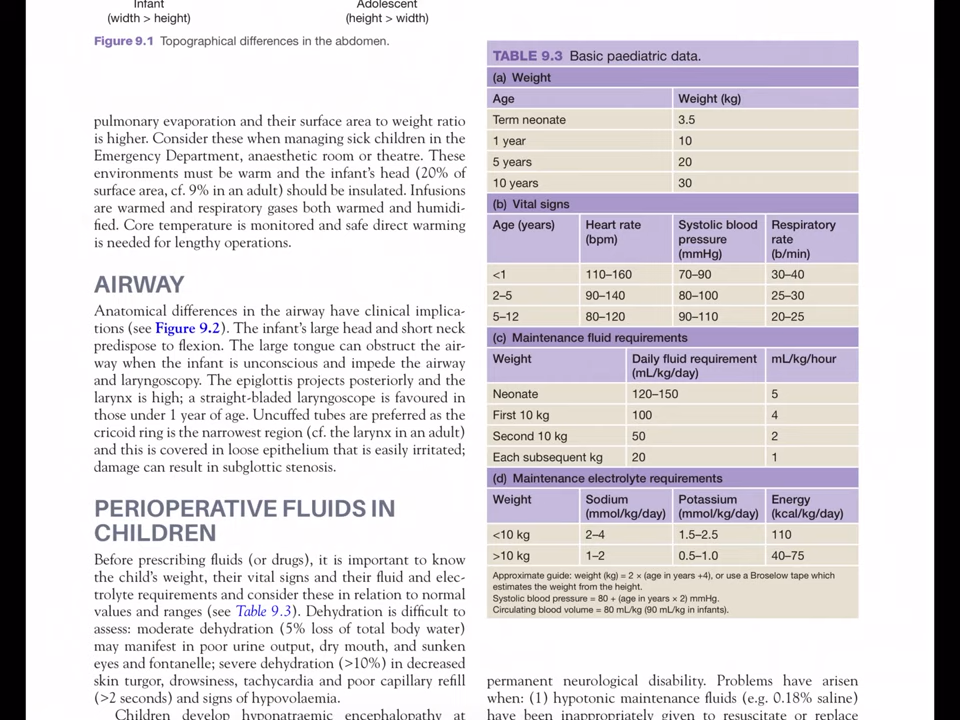 Infant
(width > height)
Adolescent
(height > width)
Figure 9.1 Topographical differences in the abdomen.
pulmonary evaporation and their surface area to weight ratio
is higher. Consider these when managing sick children in the
Emergency Department, anaesthetic room or theatre. These
environments must be warm and the infant's head (20% of
surface area, cf. 9% in an adult) should be insulated. Infusions
are warmed and respiratory gases both warmed and humidi-
fied. Core temperature is monitored and safe direct warming
is needed for lengthy operations.
AIRWAY
Anatomical differences in the airway have clinical implica-
tions (see Figure 9.2). The infant's large head and short neck
predispose to flexion. The large tongue can obstruct the air-
way when the infant is unconscious and impede the airway
and laryngoscopy. The epiglottis projects posteriorly and the
larynx is high; a straight-bladed laryngoscope is favoured in
those under 1 year of age. Uncuffed tubes are preferred as the
cricoid ring is the narrowest region (cf. the larynx in an adult)
and this is covered in loose epithelium that is easily irritated;
damage can result in subglottic stenosis.
PERIOPERATIVE FLUIDS IN
CHILDREN
Before prescribing fluids (or drugs), it is important to know
the child's weight, their vital signs and their fluid and elec-
trolyte requirements and consider these in relation to normal
values and ranges (see Table 9.3). Dehydration is difficult to
assess: moderate dehydration (5% loss of total body water)
may manifest in poor urine output, dry mouth, and sunken
eyes and fontanelle; severe dehydration (>10%) in decreased
skin turgor, drowsiness, tachycardia and poor capillary refill
(>2 seconds) and signs of hypovolaemia.
Children develop hyponatraemic encephalopathy at
TABLE 9.3 Basic paediatric data.
(a) Weight
Age Weight (kg)
Term neonate 3.5
1 year 10
5 years 20
10 years 30
(b) Vital signs
Age (years) Heart rate (bpm) Systolic blood pressure (mmHg) Respiratory rate (b/min)
<1 110–160 70–90 30–40
2–5 90–140 80–100 25–30
5–12 80–120 90–110 20–25
(c) Maintenance fluid requirements
Weight Daily fluid requirement (mL/kg/day) mL/kg/hour
Neonate 120–150 5
First 10 kg 100 4
Second 10 kg 50 2
Each subsequent kg 20 1
(d) Maintenance electrolyte requirements
Weight Sodium (mmol/kg/day) Potassium (mmol/kg/day) Energy (kcal/kg/day)
<10 kg 2–4 1.5–2.5 110
>10 kg 1–2 0.5–1.0 40–75
Approximate guide: weight (kg) = 2 × (age in years +4), or use a Broselow tape which
estimates the weight from the height.
Systolic blood pressure = 80 + (age in years × 2) mmHg.
Circulating blood volume = 80 mL/kg (90 mL/kg in infants).
permanent neurological disability. Problems have arisen
when: (1) hypotonic maintenance fluids (e.g. 0.18% saline)
have been inappropriately given to resuscitate or replace